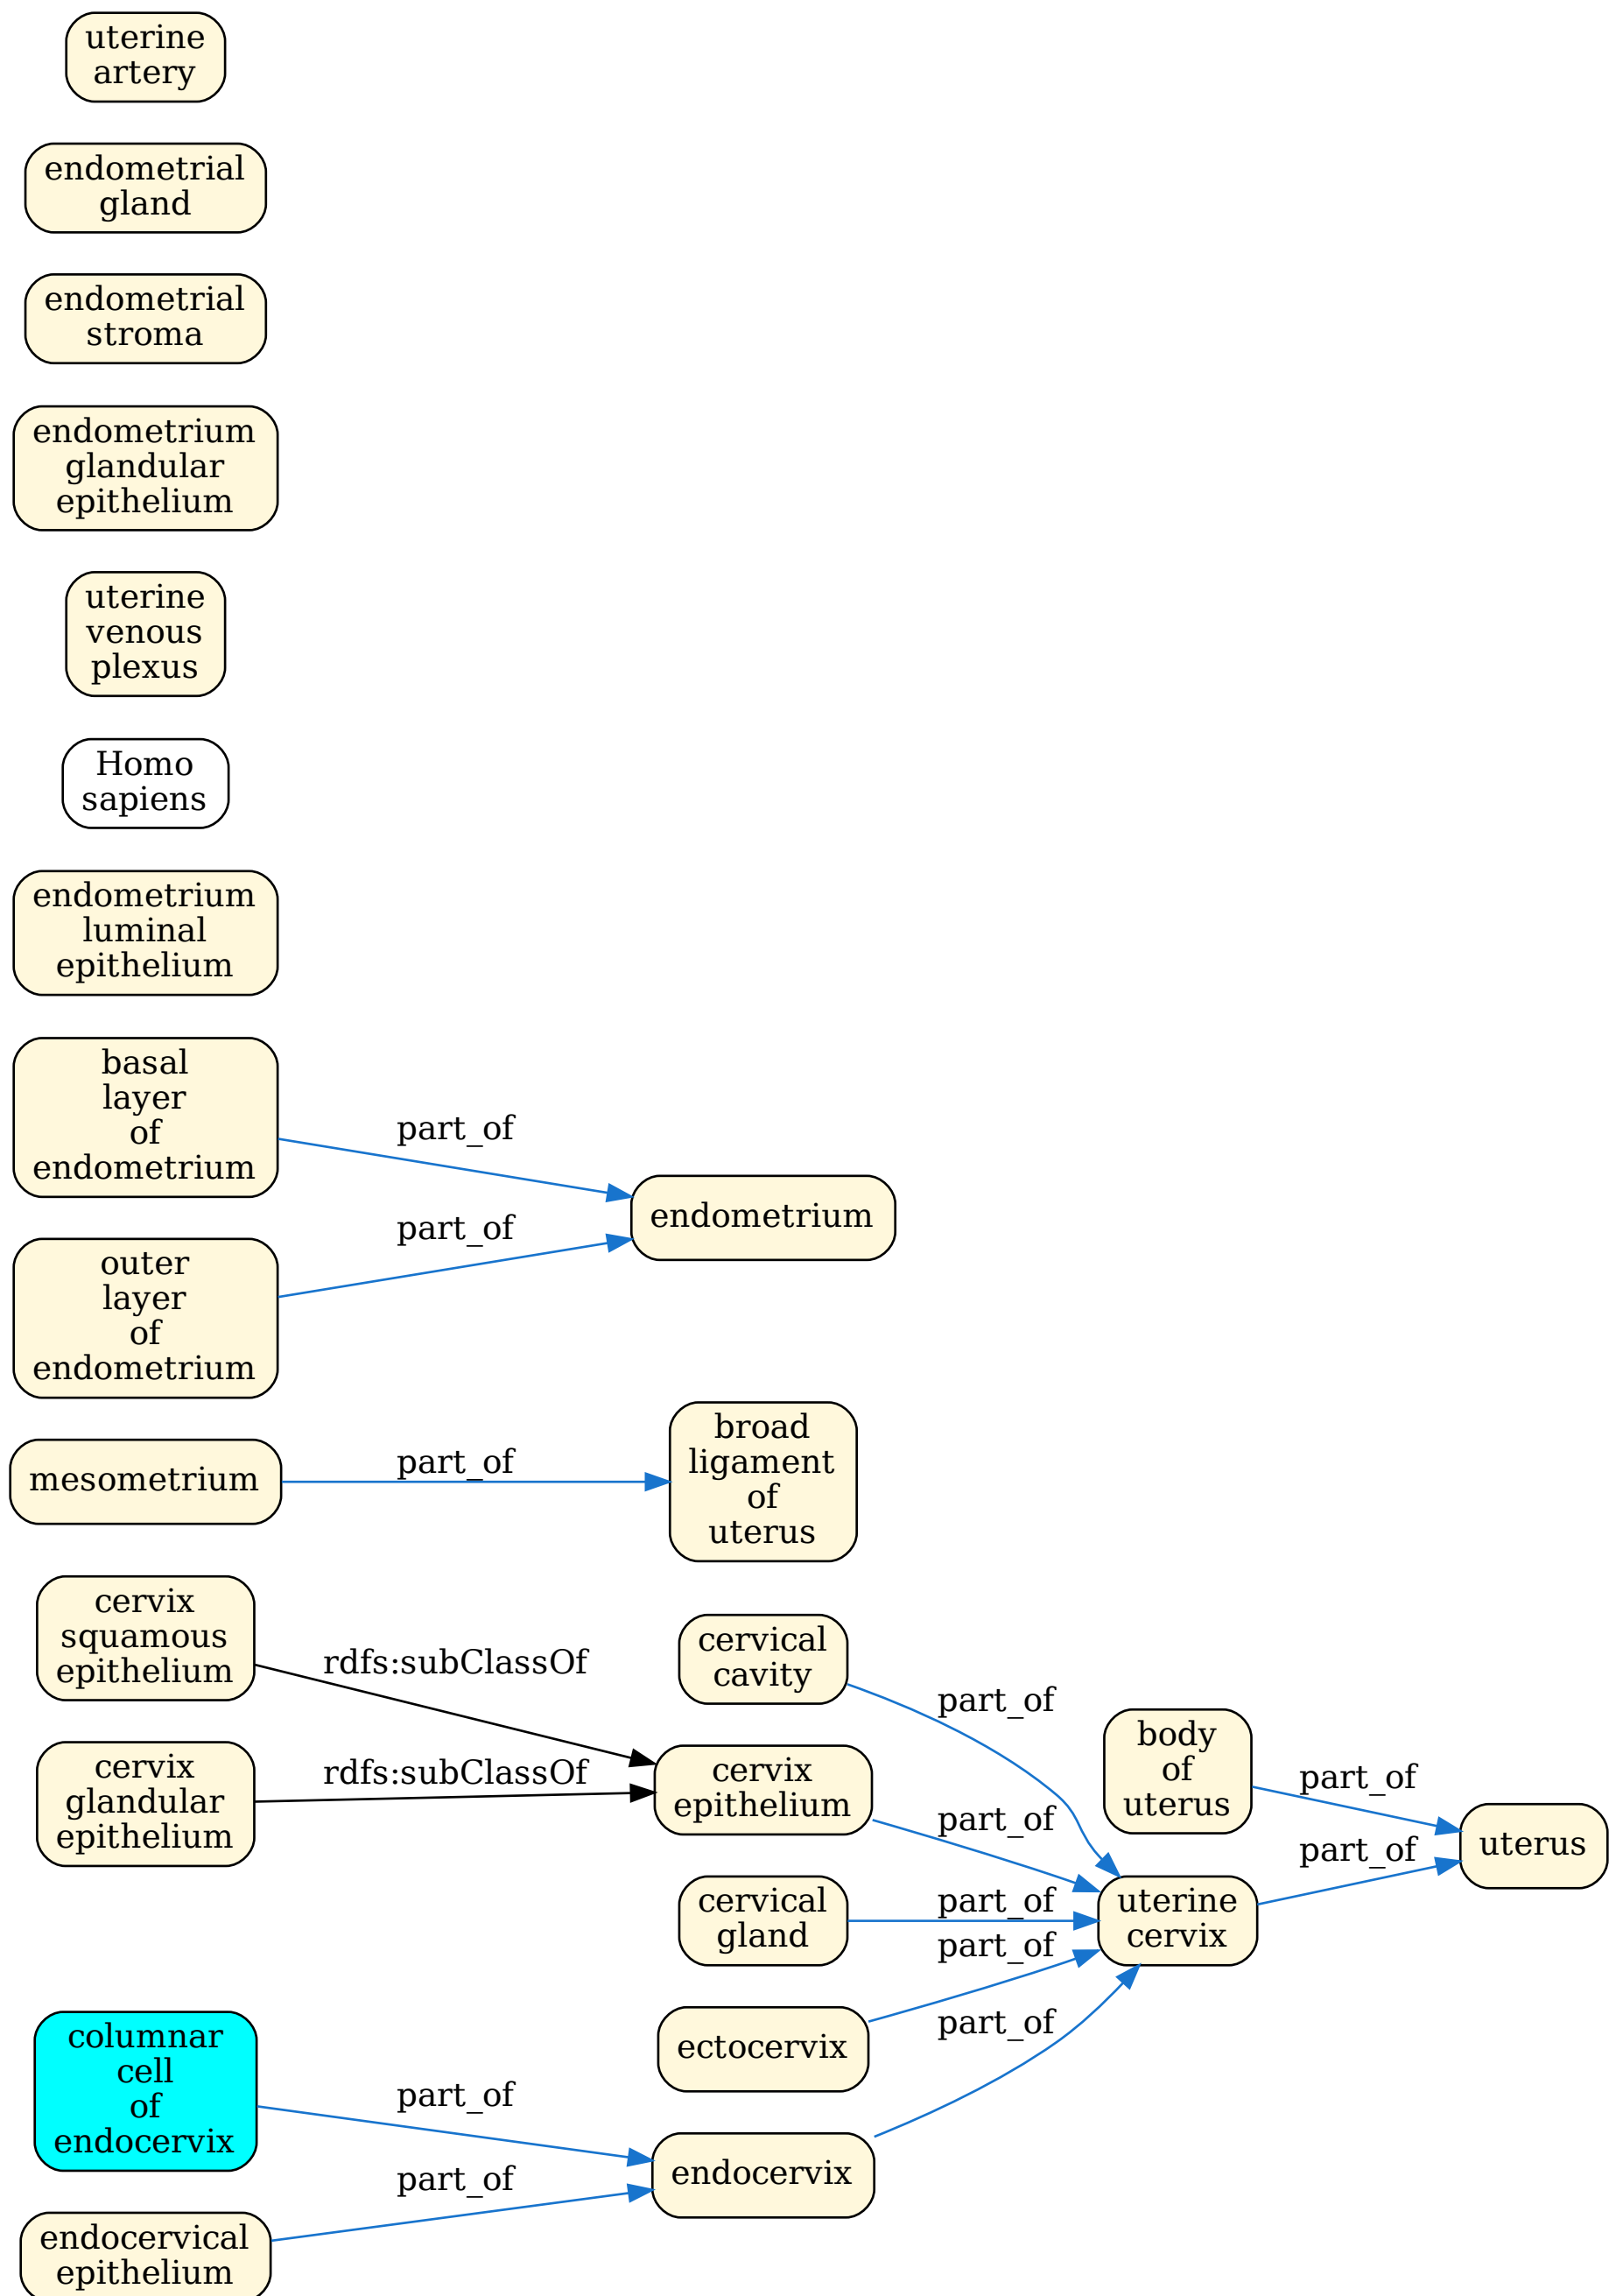 uterine
artery
endometrial
gland
endometrial
stroma
endometrium
glandular
epithelium
uterine
venous
plexus
Homo
sapiens
endometrium
luminal
epithelium
basal
layer
of
endometrium
part_of
endometrium
part_of
outer
layer
of
endometrium
mesometrium
part_of
broad
ligament
of
uterus
cervix
squamous
epithelium
rdfs:subClassOf
cervix
glandular
epithelium
rdfs:subClassOf
cervical
cavity
part_of
cervix
epithelium
part_of
cervical
gland
part_of
ectocervix
part_of
body
of
uterus
part_of
uterine
cervix
part_of
uterus
columnar
cell
of
endocervix
part_of
endocervical
epithelium
part_of
endocervix
part_of